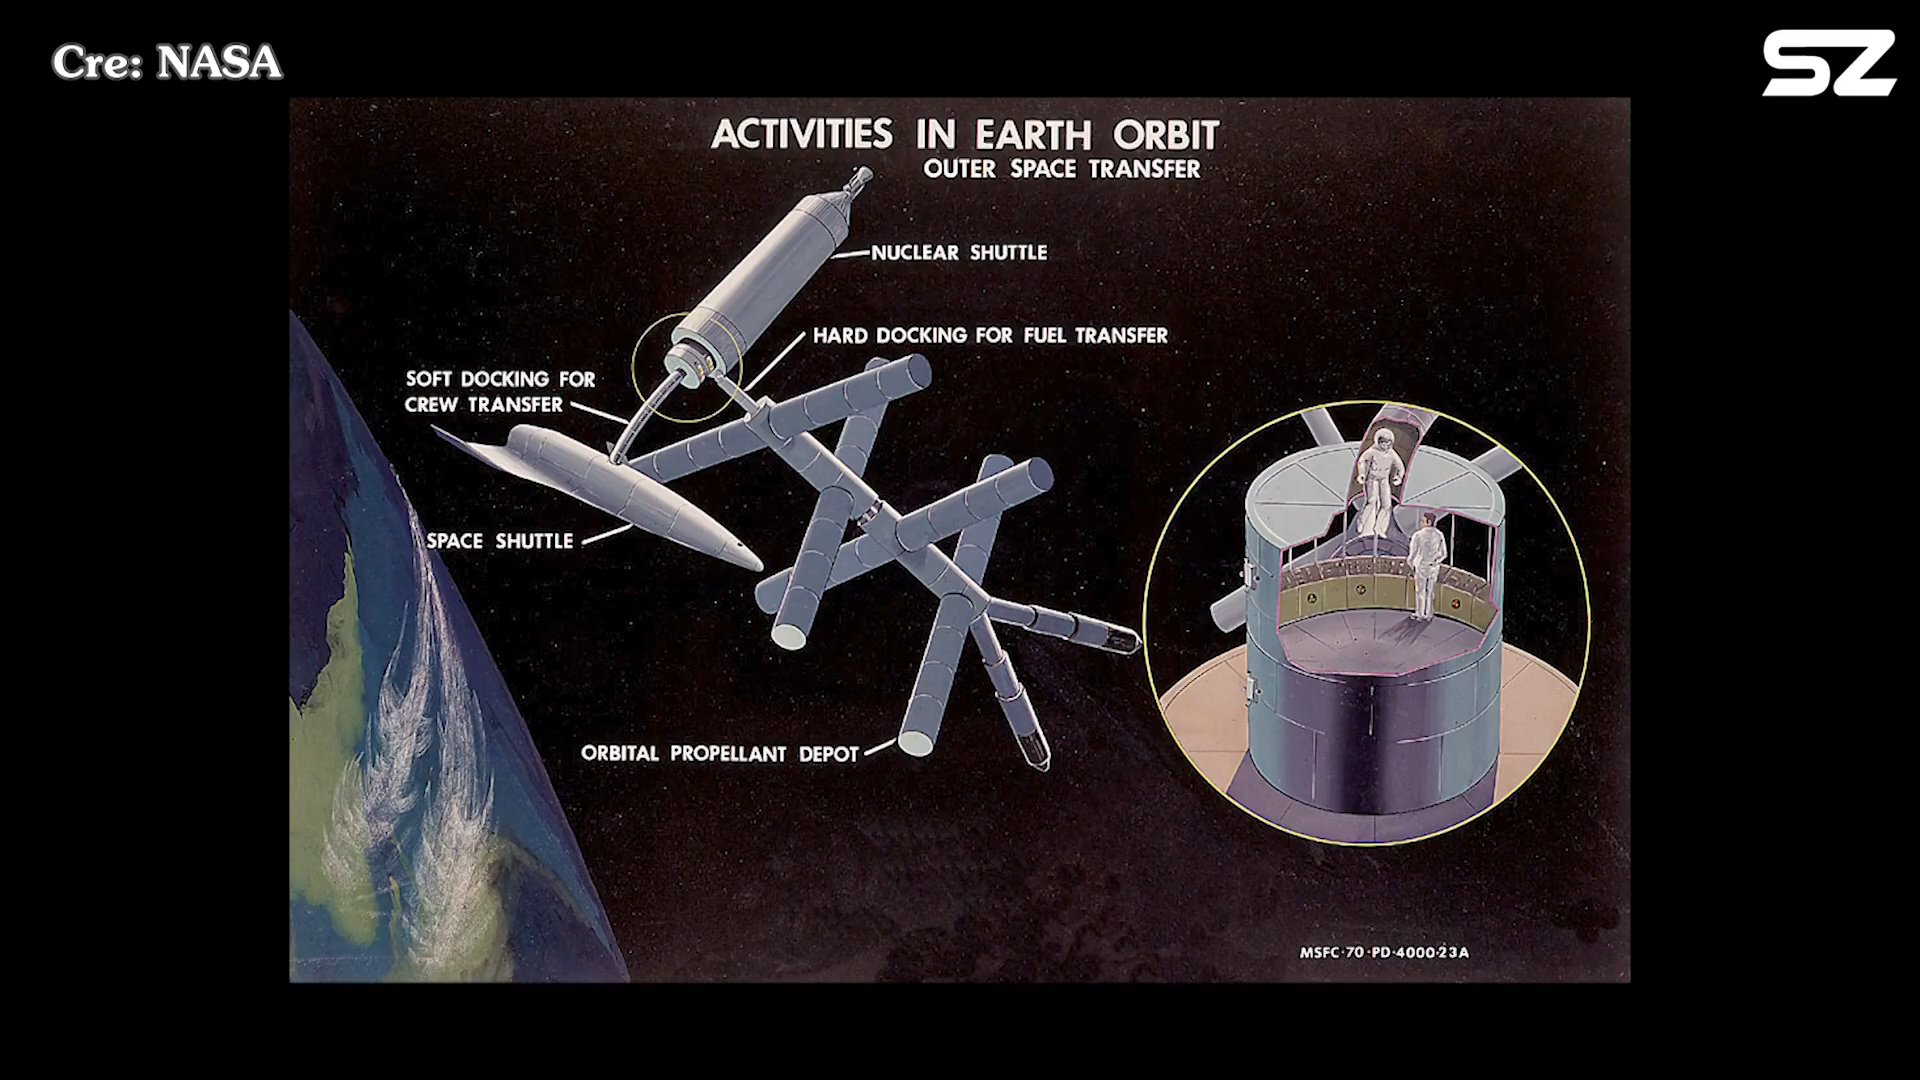 Cre: NASA
SZ
ACTIVITIES IN EARTH ORBIT
OUTER SPACE TRANSFER
NUCLEAR SHUTTLE
HARD DOCKING FOR FUEL TRANSFER
SOFT DOCKING FOR
CREW TRANSFER
SPACE SHUTTLE
ORBITAL PROPELLANT DEPOT
MSFC-70-PD-4000-23A